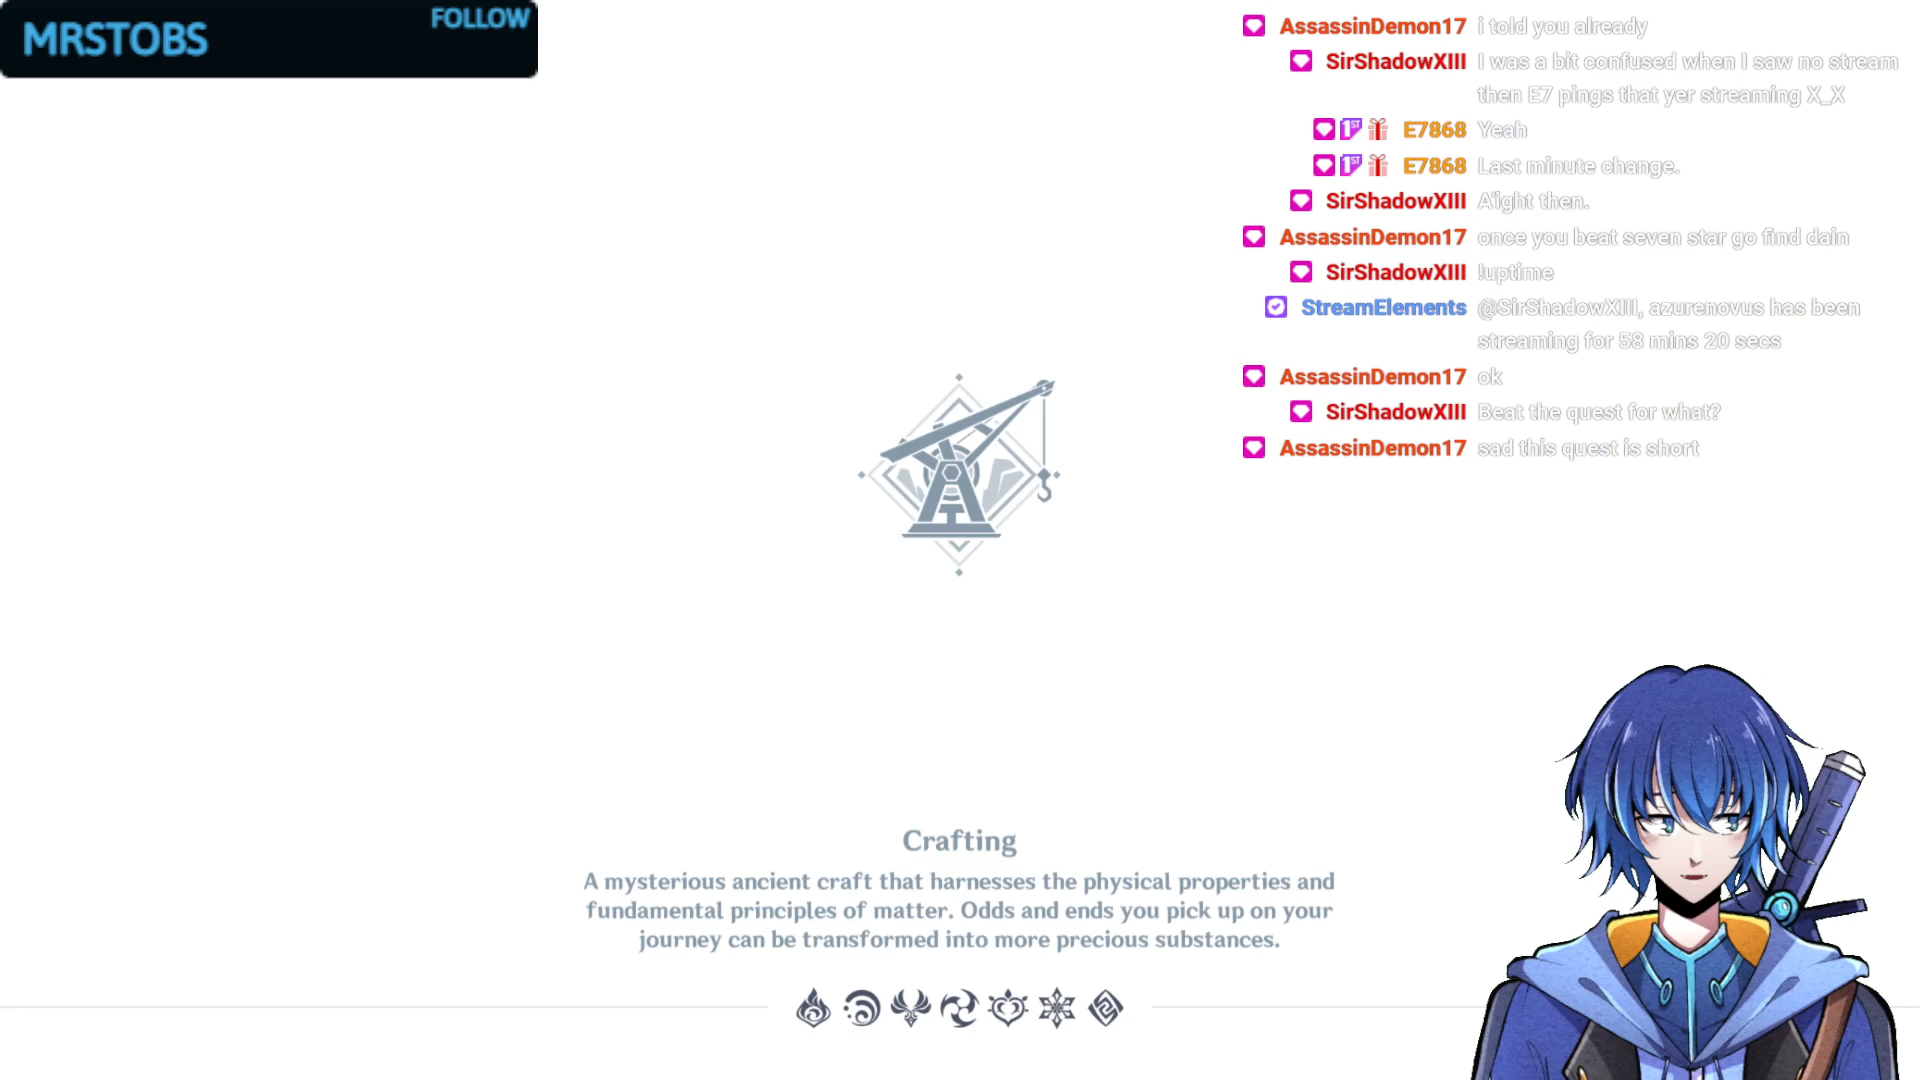 MRSTOBS
FOLLOW
AssassinDemon17 i told you already
SirShadowXIII I was a bit confused when I saw no stream
then E7 pings that yer streaming X_X
1ST E7868 Yeah
1ST E7868 Last minute change.
SirShadowXIII A'ight then.
AssassinDemon17 once you beat seven star go find dain
SirShadowXIII !uptime
StreamElements @SirShadowXIII, azurenovus has been
streaming for 58 mins 20 secs
AssassinDemon17 ok
SirShadowXIII Beat the quest for what?
AssassinDemon17 sad this quest is short
Crafting
A mysterious ancient craft that harnesses the physical properties and
fundamental principles of matter. Odds and ends you pick up on your
journey can be transformed into more precious substances.